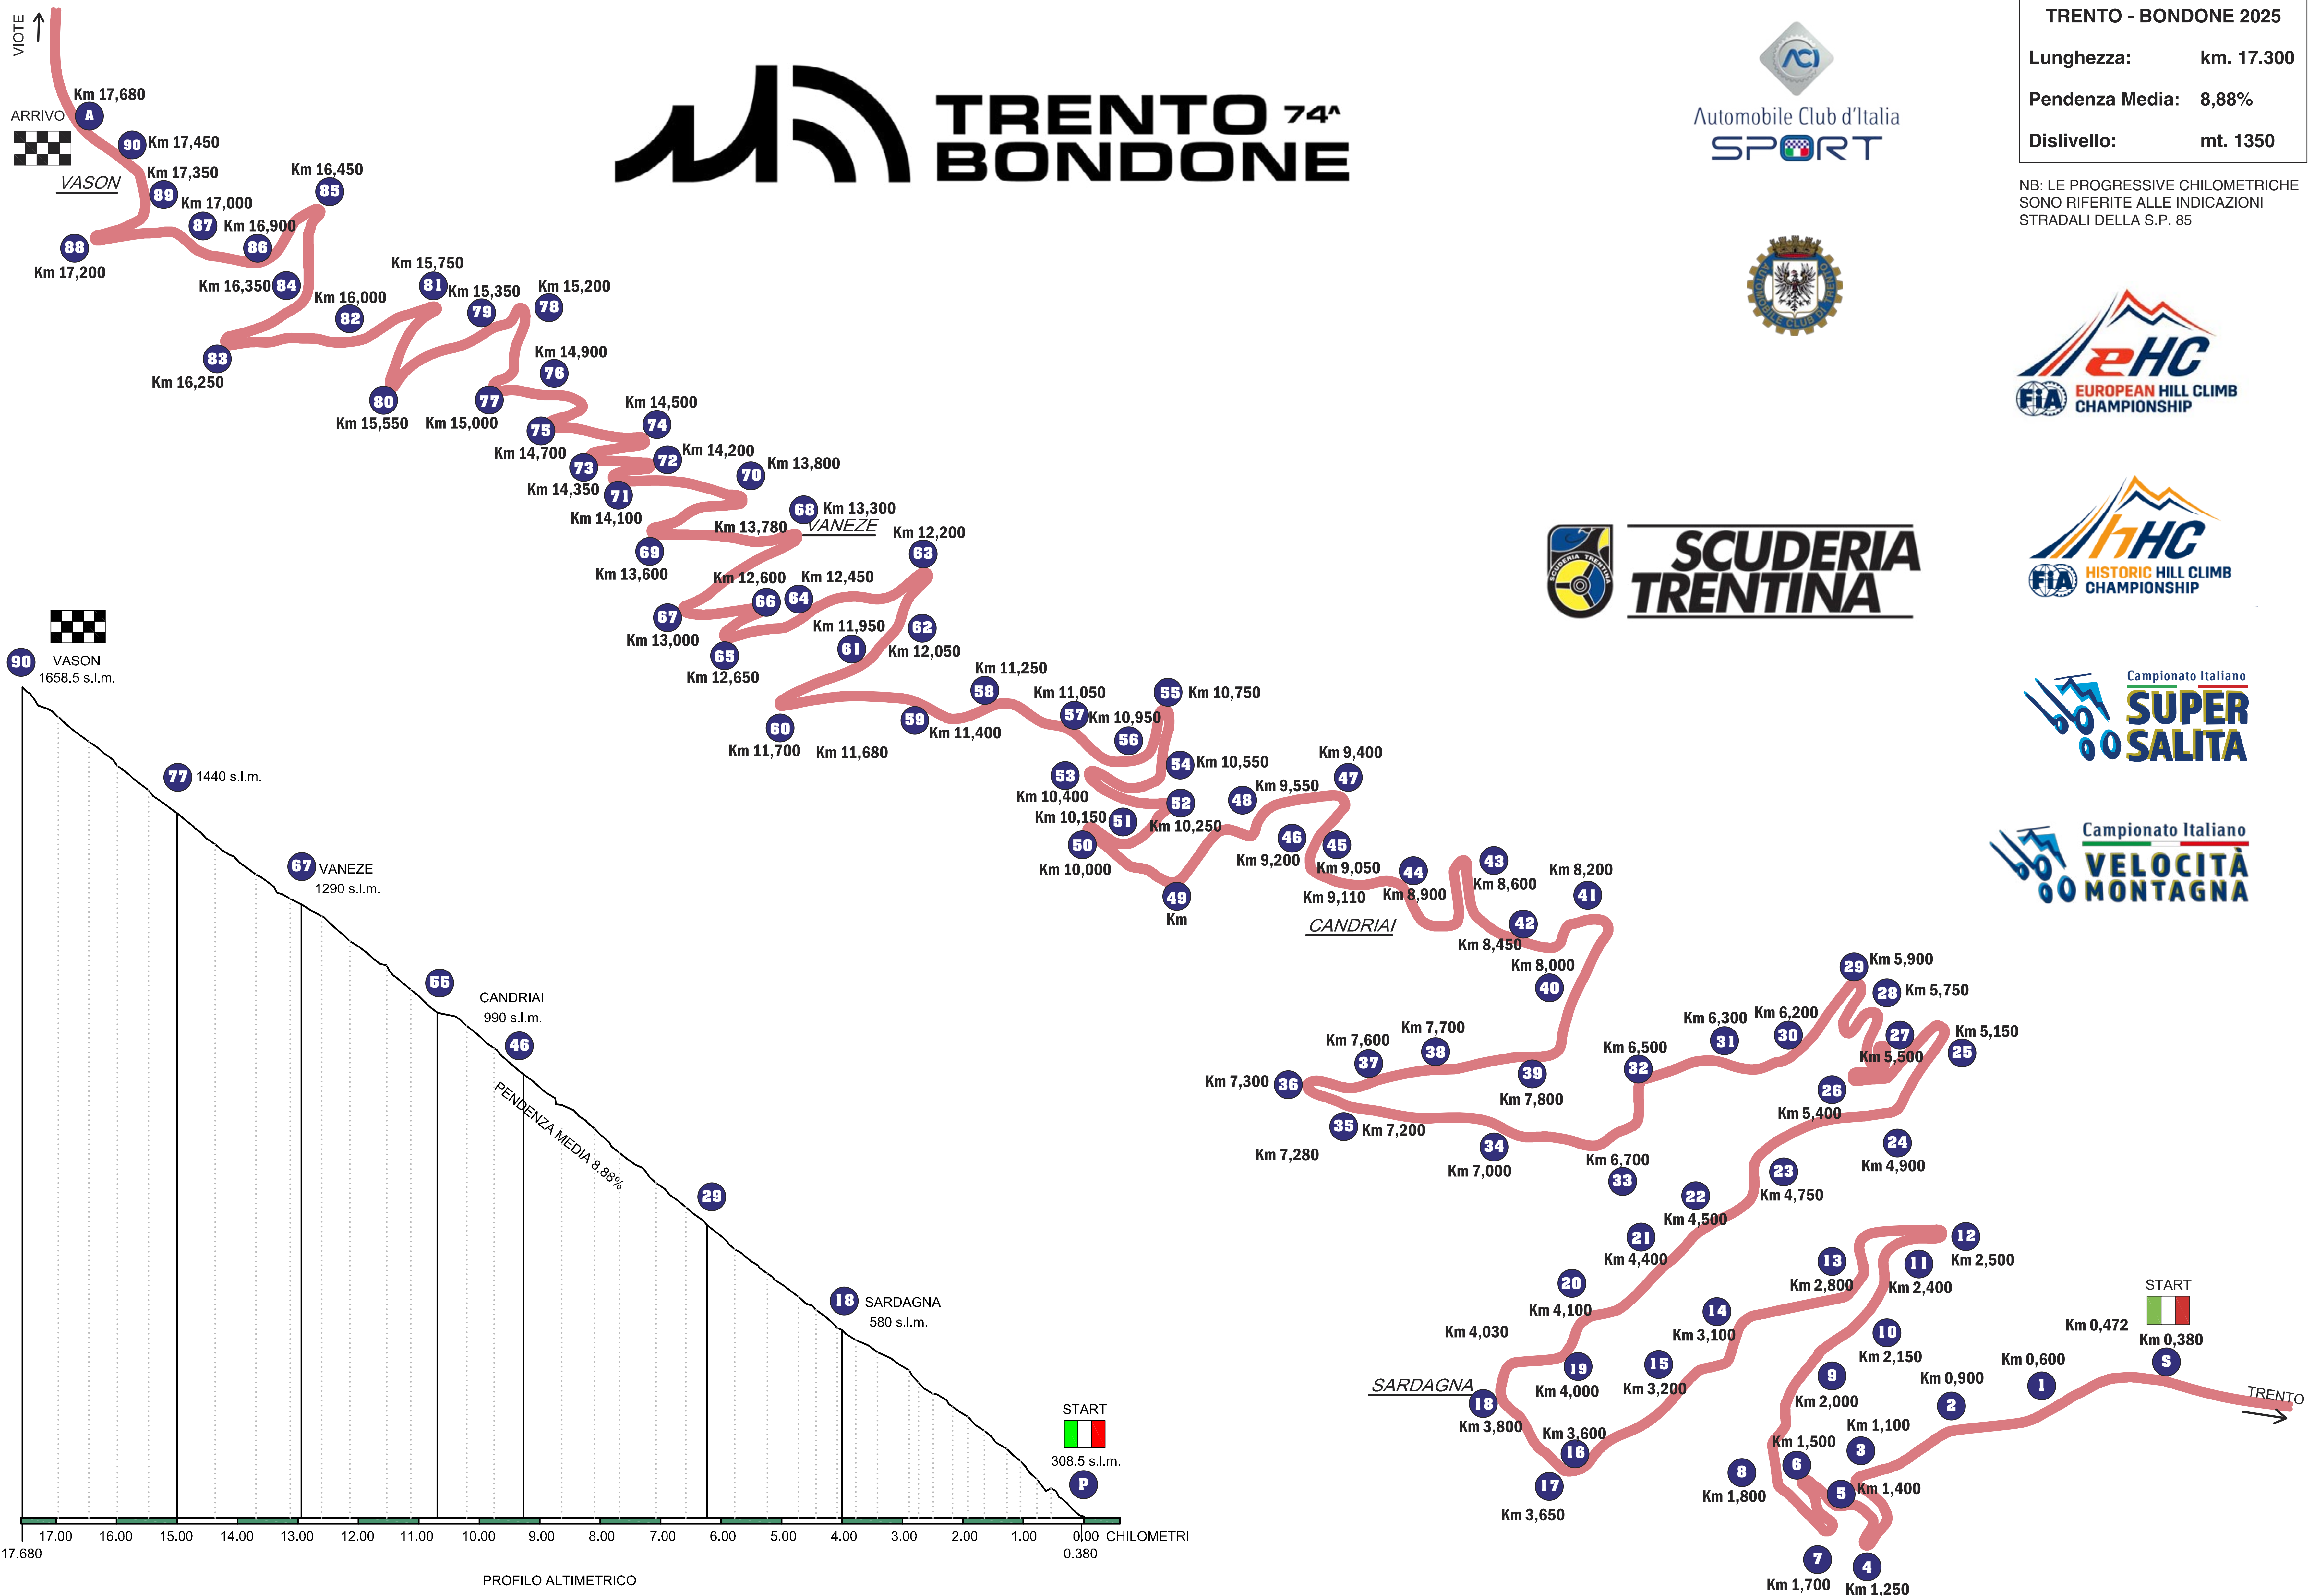 TRENTO - BONDONE 2025
Lunghezza: km. 17.300
Pendenza Media: 8,88%
Dislivello: mt. 1350
NB: LE PROGRESSIVE CHILOMETRICHE
SONO RIFERITE ALLE INDICAZIONI
STRADALI DELLA S.P. 85
TRENTO 74^
BONDONE
ACI
Automobile Club d'Italia
SPORT
AUTOMOBILE CLUB DI TRENTO
eHC
FIA EUROPEAN HILL CLIMB
CHAMPIONSHIP
hHC
FIA HISTORIC HILL CLIMB
CHAMPIONSHIP
SCUDERIA TRENTINA
SCUDERIA
TRENTINA
Campionato Italiano
SUPER
SALITA
Campionato Italiano
VELOCITÀ
MONTAGNA
VIOTE
ARRIVO
A Km 17,680
90 Km 17,450
VASON
89 Km 17,350
88 Km 17,200
87 Km 17,000
86 Km 16,900
85 Km 16,450
84 Km 16,350
83 Km 16,250
82 Km 16,000
81 Km 15,750
80 Km 15,550
79 Km 15,350
78 Km 15,200
77 Km 15,000
76 Km 14,900
75 Km 14,700
74 Km 14,500
73 Km 14,350
72 Km 14,200
71 Km 14,100
70 Km 13,800
Km 13,780
69 Km 13,600
68 Km 13,300
VANEZE
67 Km 13,000
66 Km 12,600
65 Km 12,650
64 Km 12,450
63 Km 12,200
62 Km 12,050
61 Km 11,950
60 Km 11,700
Km 11,680
59 Km 11,400
58 Km 11,250
57 Km 11,050
56 Km 10,950
55 Km 10,750
54 Km 10,550
53 Km 10,400
52 Km 10,250
51 Km 10,150
50 Km 10,000
49 Km
48 Km 9,550
47 Km 9,400
46 Km 9,200
45 Km 9,050
Km 9,110
CANDRIAI
44 Km 8,900
43 Km 8,600
42 Km 8,450
41 Km 8,200
40 Km 8,000
39 Km 7,800
38 Km 7,700
37 Km 7,600
36 Km 7,300
Km 7,280
35 Km 7,200
34 Km 7,000
33 Km 6,700
32 Km 6,500
31 Km 6,300
30 Km 6,200
29 Km 5,900
28 Km 5,750
27 Km 5,500
26 Km 5,400
25 Km 5,150
24 Km 4,900
23 Km 4,750
22 Km 4,500
21 Km 4,400
20 Km 4,100
Km 4,030
19 Km 4,000
SARDAGNA
18 Km 3,800
17 Km 3,650
16 Km 3,600
15 Km 3,200
14 Km 3,100
13 Km 2,800
12 Km 2,500
11 Km 2,400
10 Km 2,150
9 Km 2,000
8 Km 1,800
7 Km 1,700
6 Km 1,500
5 Km 1,400
4 Km 1,250
3 Km 1,100
2 Km 0,900
1 Km 0,600
Km 0,472
START
Km 0,380
S
TRENTO
90 VASON
1658.5 s.l.m.
77 1440 s.l.m.
67 VANEZE
1290 s.l.m.
55
CANDRIAI
990 s.l.m.
46
PENDENZA MEDIA 8.88%
29
18 SARDAGNA
580 s.l.m.
START
308.5 s.l.m.
P
17.00 16.00 15.00 14.00 13.00 12.00 11.00 10.00 9.00 8.00 7.00 6.00 5.00 4.00 3.00 2.00 1.00 0.00 CHILOMETRI
17.680 0.380
PROFILO ALTIMETRICO